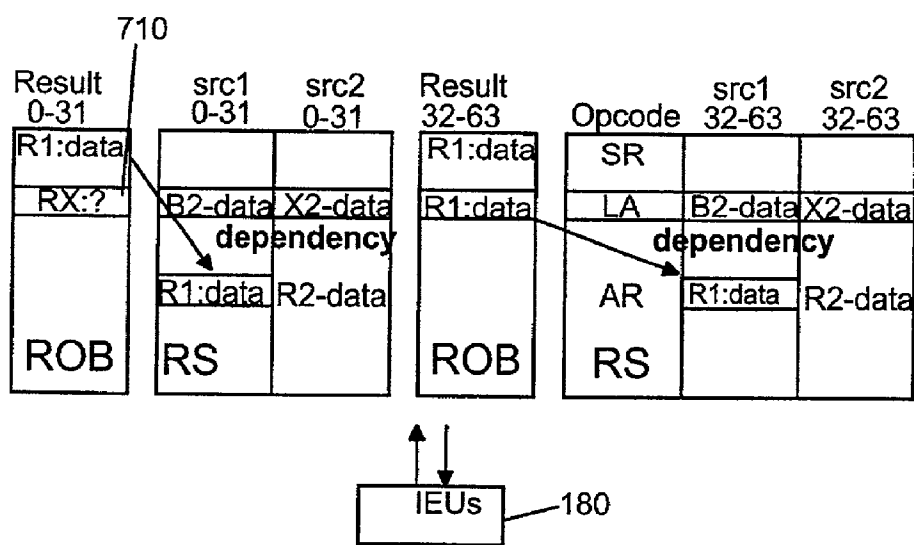 710
Result 0-31
src1 0-31
src2 0-31
Result 32-63
Opcode
src1 32-63
src2 32-63
R1:data
R1:data
SR
RX:?
B2-data
X2-data
R1:data
LA
B2-data
X2-data
dependency
dependency
R1:data
R2-data
AR
R1:data
R2-data
ROB
RS
ROB
RS
IEUs
180